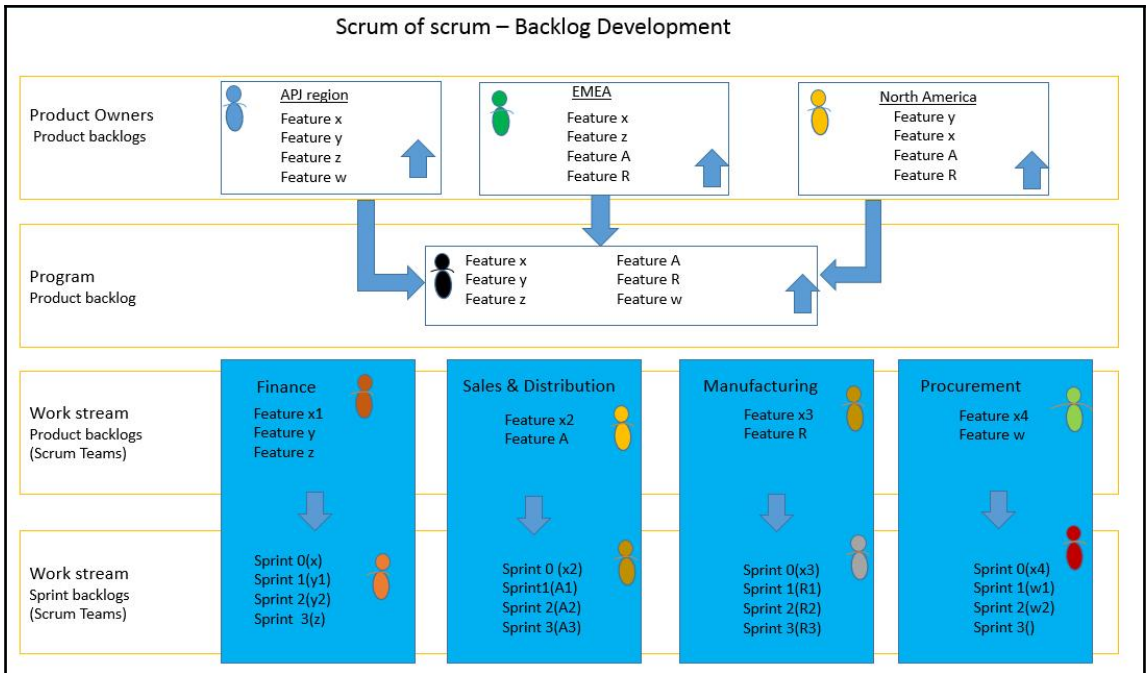 Scrum of scrum – Backlog Development
Product Owners
Product backlogs
APJ region
Feature x
Feature y
Feature z
Feature w
EMEA
Feature x
Feature z
Feature A
Feature R
North America
Feature y
Feature x
Feature A
Feature R
Program
Product backlog
Feature x
Feature y
Feature z
Feature A
Feature R
Feature w
Work stream
Product backlogs
(Scrum Teams)
Finance
Feature x1
Feature y
Feature z
Sales & Distribution
Feature x2
Feature A
Manufacturing
Feature x3
Feature R
Procurement
Feature x4
Feature w
Work stream
Sprint backlogs
(Scrum Teams)
Sprint 0(x)
Sprint 1(y1)
Sprint 2(y2)
Sprint 3(z)
Sprint 0 (x2)
Sprint1(A1)
Sprint 2(A2)
Sprint 3(A3)
Sprint 0(x3)
Sprint 1(R1)
Sprint 2(R2)
Sprint 3(R3)
Sprint 0(x4)
Sprint 1(w1)
Sprint 2(w2)
Sprint 3()